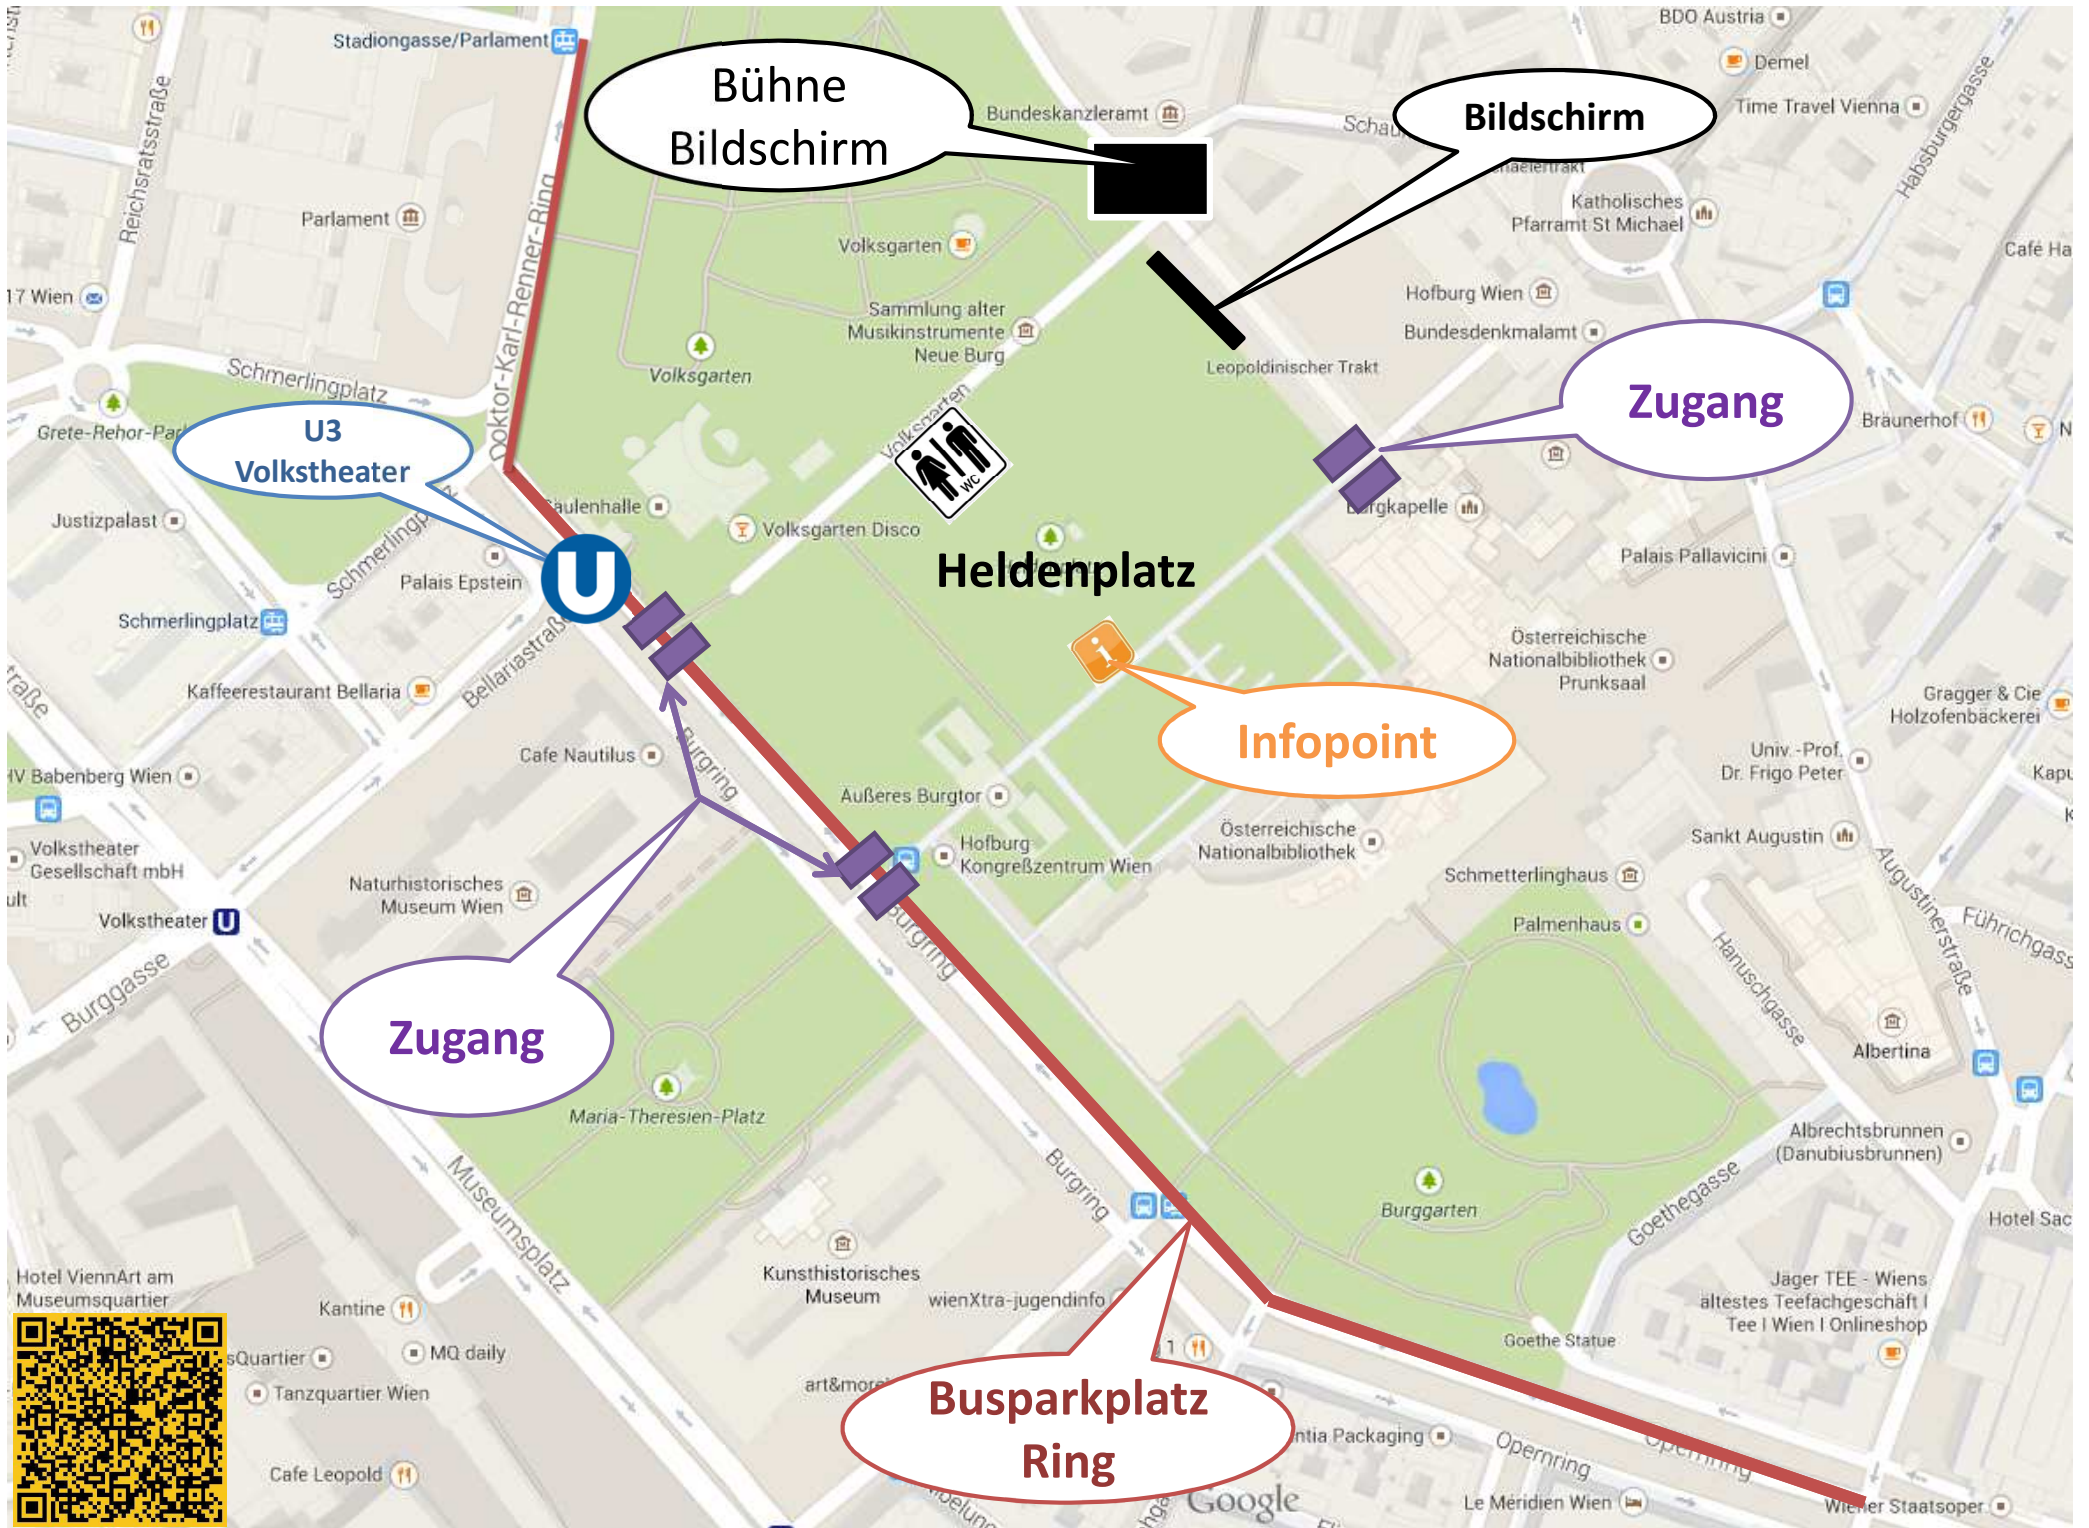 BDO Austria
Stadiongasse/Parlament
Demel
Bühne
Bildschirm
Bundeskanzleramt
Bildschirm
Time Travel Vienna
Habsburgergasse
Reichsratsstraße
Katholisches
Pfarramt St Michael
Parlament
Doktor-Karl-Renner-Ring
Volksgarten
17 Wien
Hofburg Wien
Sammlung alter
Musikinstrumente
Neue Burg
Bundesdenkmalamt
Leopoldinischer Trakt
Volksgarten
Schmerlingplatz
Zugang
Bräunerhof
Volksgarten
U3
Volkstheater
WC
Justizpalast
Volksgarten Disco
Palais Epstein
Palais Pallavicini
Heldenplatz
Schmerlingplatz
Bellariastraße
i
Österreichische
Nationalbibliothek
Prunksaal
Kaffeerestaurant Bellaria
Infopoint
Gragger & Cie
Holzofenbäckerei
Cafe Nautilus
Burgring
Univ. -Prof.
Dr. Frigo Peter
Äußeres Burgtor
Hofburg
Kongreßzentrum Wien
Österreichische
Nationalbibliothek
Sankt Augustin
Volkstheater
Gesellschaft mbH
Naturhistorisches
Museum Wien
Schmetterlinghaus
Palmenhaus
Volkstheater
U
Burgring
Augustinerstraße
Hanuschgasse
Burggasse
Zugang
Albertina
Maria-Theresien-Platz
Albrechtsbrunnen
(Danubiusbrunnen)
Museumsplatz
Burgring
Burggarten
Goethegasse
Kunsthistorisches
Museum
wienXtra-jugendinfo
Hotel ViennArt am
Museumsquartier
Kantine
Jäger TEE - Wiens
ältestes Teefachgeschäft I
Tee I Wien I Onlineshop
Goethe Statue
MQ daily
Tanzquartier Wien
Busparkplatz
Ring
Opernring
Opernring
Cafe Leopold
Google
Le Méridien Wien
Wiener Staatsoper